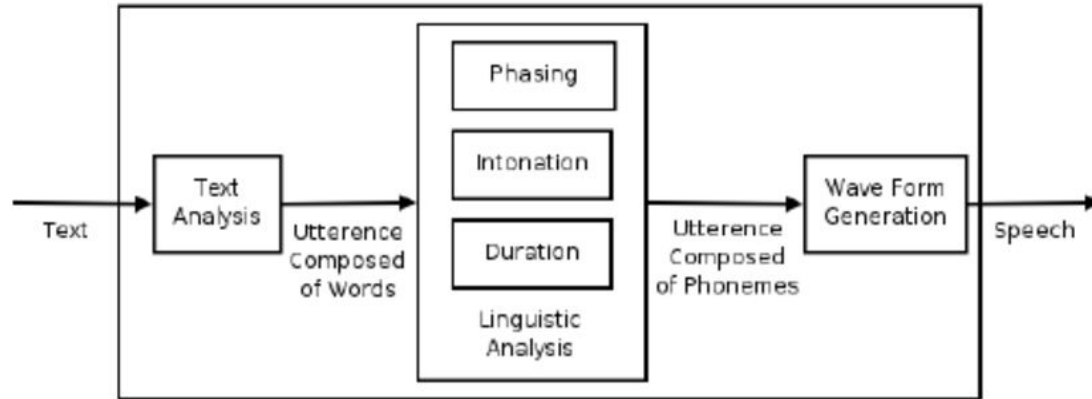 Text
Text
Analysis
Utterence
Composed
of Words
Phasing
Intonation
Duration
Linguistic
Analysis
Utterence
Composed
of Phonemes
Wave Form
Generation
Speech